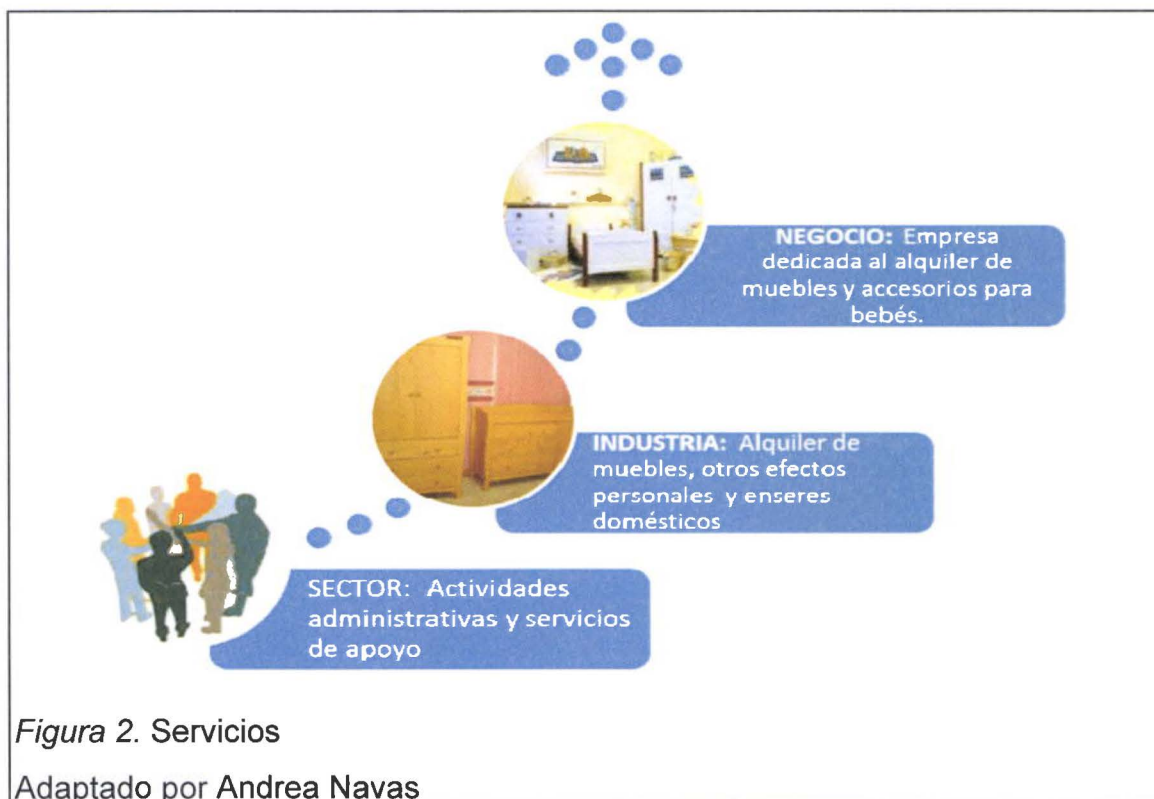 NEGOCIO: Empresa
dedicada al alquiler de
muebles y accesorios para
bebés.
INDUSTRIA: Alquiler de
muebles, otros efectos
personales y enseres
domésticos
SECTOR: Actividades
administrativas y servicios
de apoyo
Figura 2. Servicios
Adaptado por Andrea Navas